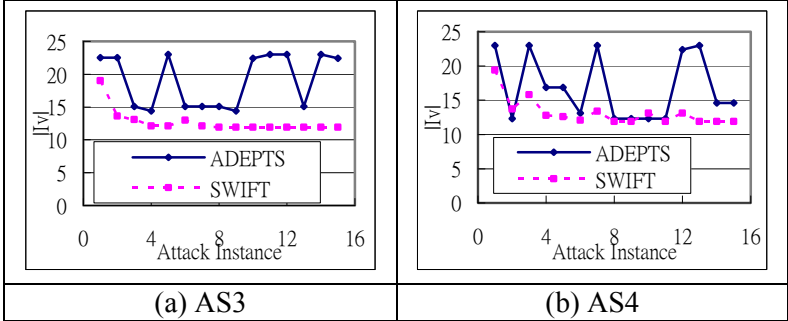 25
20
15
10
5
0
|Iv|
ADEPTS
SWIFT
0 4 8 12 16
Attack Instance
(a) AS3
25
20
15
10
5
0
|Iv|
ADEPTS
SWIFT
0 4 8 12 16
Attack Instance
(b) AS4